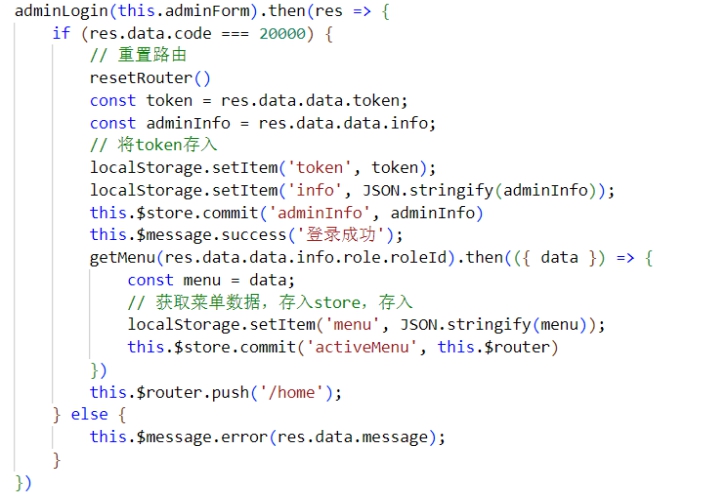 adminLogin(this.adminForm).then(res => {
    if (res.data.code === 20000) {
        // 重置路由
        resetRouter()
        const token = res.data.data.token;
        const adminInfo = res.data.data.info;
        // 将token存入
        localStorage.setItem('token', token);
        localStorage.setItem('info', JSON.stringify(adminInfo));
        this.$store.commit('adminInfo', adminInfo)
        this.$message.success('登录成功');
        getMenu(res.data.data.info.role.roleId).then(({ data }) => {
            const menu = data;
            // 获取菜单数据，存入store，存入
            localStorage.setItem('menu', JSON.stringify(menu));
            this.$store.commit('activeMenu', this.$router)
        })
        this.$router.push('/home');
    } else {
        this.$message.error(res.data.message);
    }
})